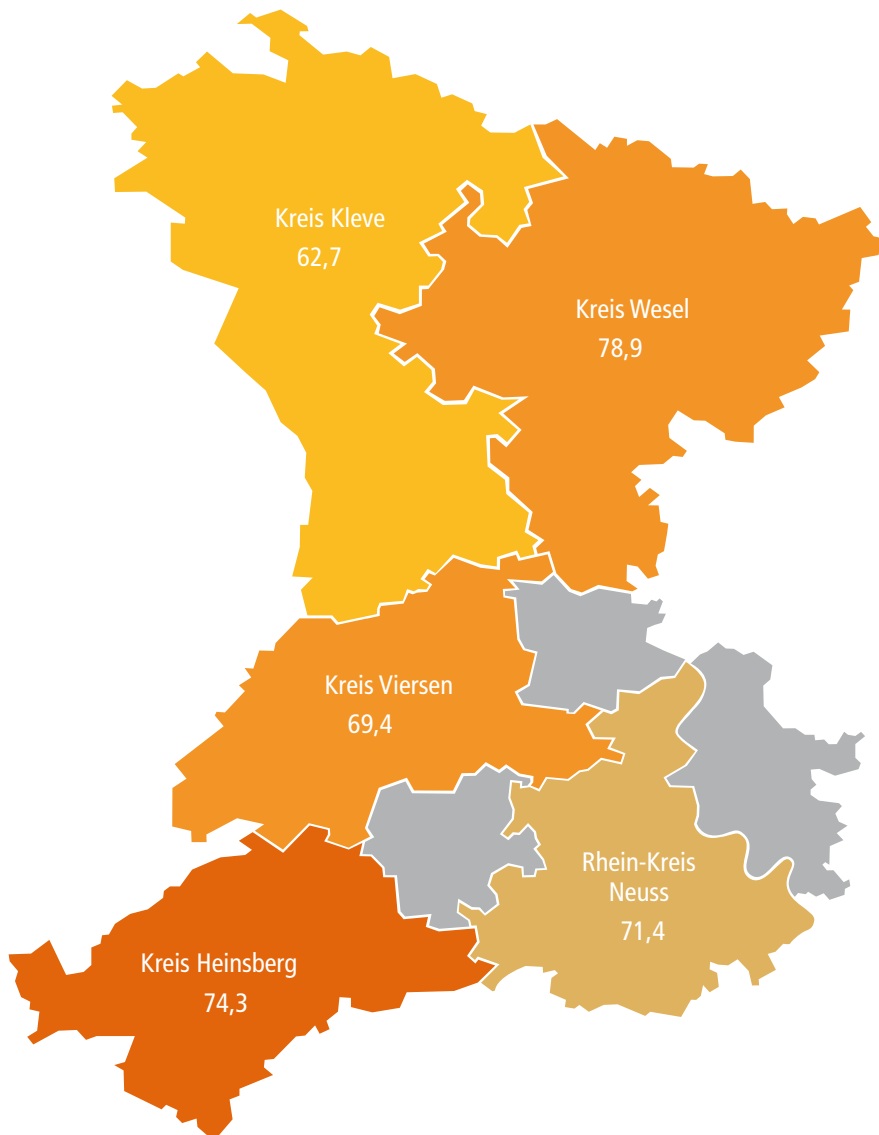 Kreis Kleve
62,7
Kreis Wesel
78,9
Kreis Viersen
69,4
Rhein-Kreis
Neuss
71,4
Kreis Heinsberg
74,3